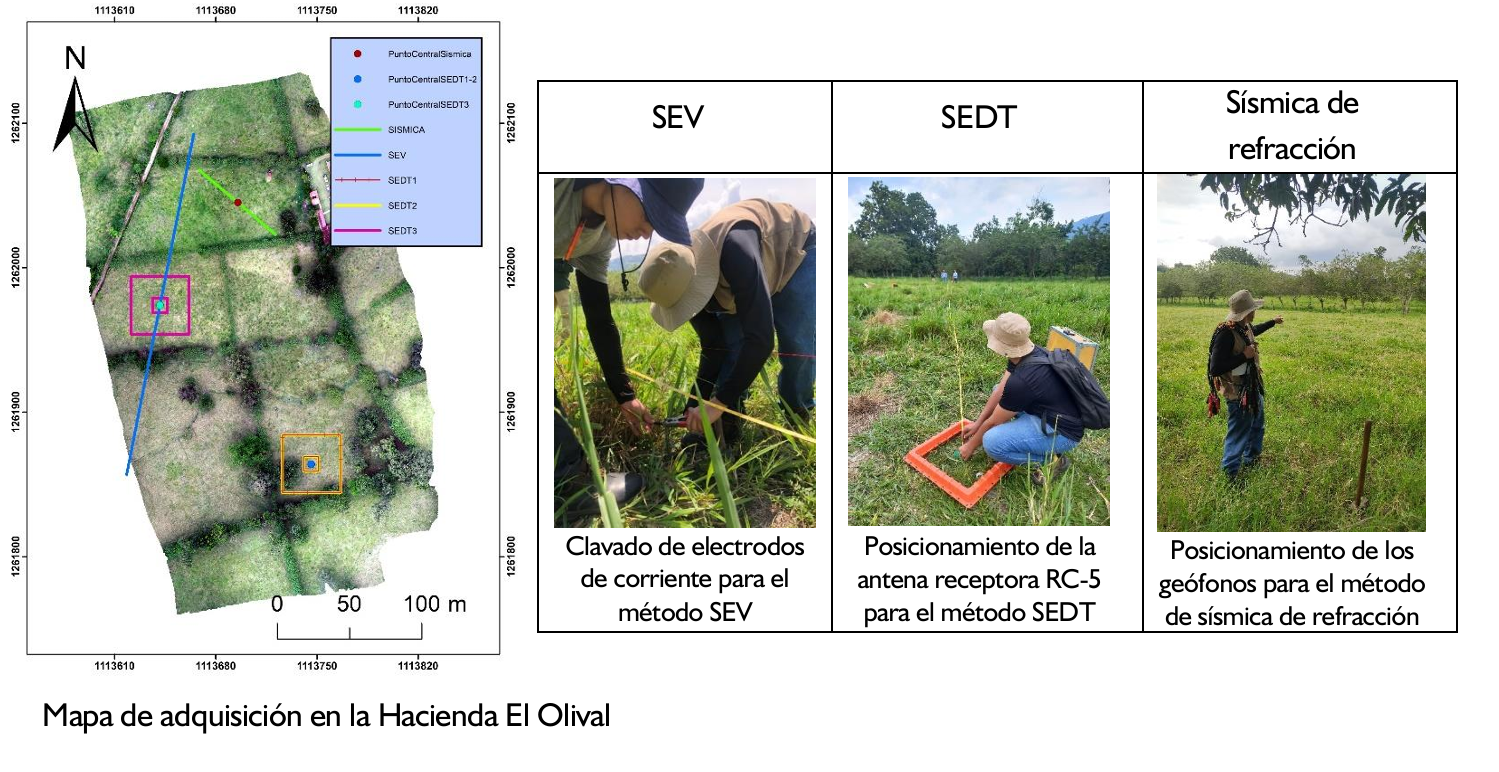 1113610 1113680 1113750 1113820
N
PuntoCentralSismica
PuntoCentralSEDT1-2
PuntoCentralSEDT3
SISMICA
SEV
SEDT1
SEDT2
SEDT3
1262100 1262100
1262000 1262000
1261900 1261900
1261800 1261800
0 50 100 m
1113610 1113680 1113750 1113820
Mapa de adquisición en la Hacienda El Olival
SEV
Clavado de electrodos
de corriente para el
método SEV
SEDT
Posicionamiento de la
antena receptora RC-5
para el método SEDT
Sísmica de
refracción
Posicionamiento de los
geófonos para el método
de sísmica de refracción